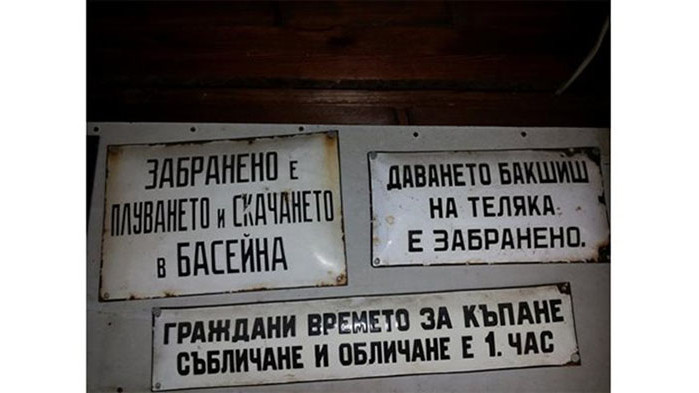 ЗАБРАНЕНО Е
ПЛУВАНЕТО И СКАЧАНЕТО
В БАСЕЙНА
ДАВАНЕТО БАКШИШ
НА ТЕЛЯКА.
Е ЗАБРАНЕНО.
ГРАЖДАНИ ВРЕМЕТО ЗА КЪПАНЕ
СЪБЛИЧАНЕ И ОБЛИЧАНЕ Е 1. ЧАС